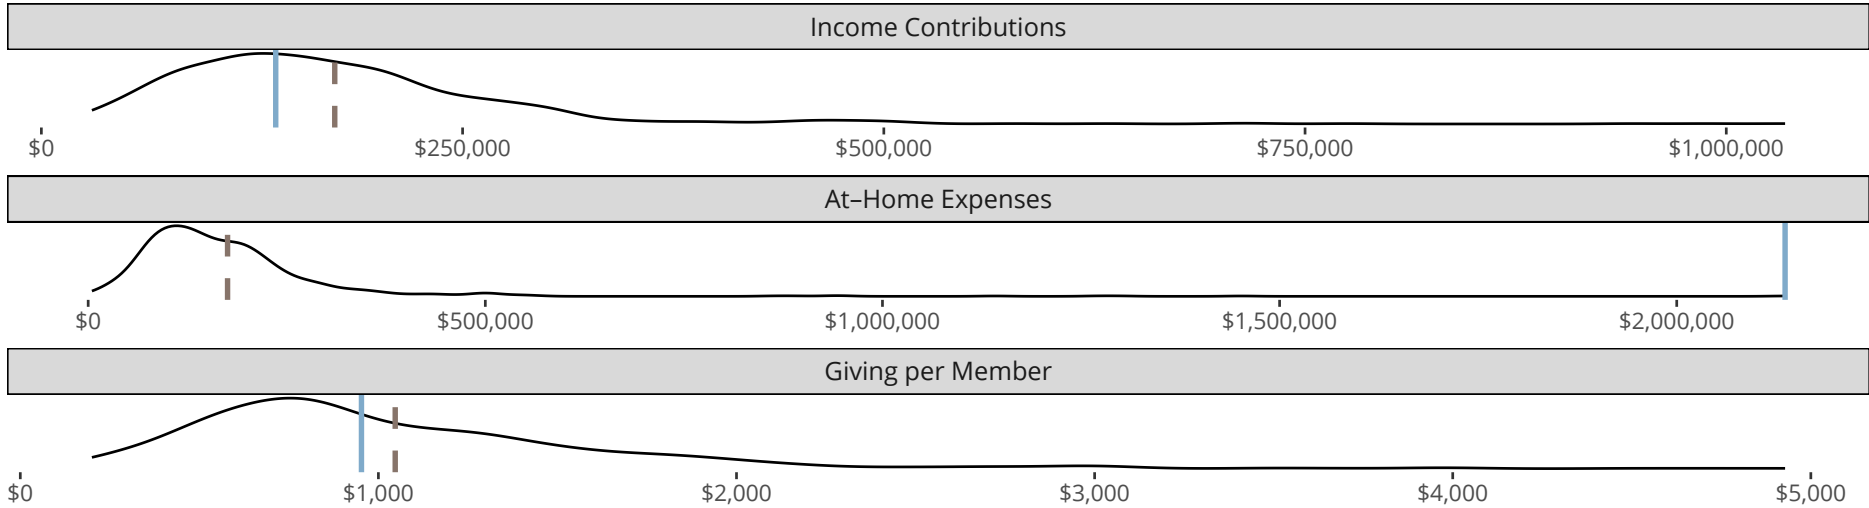 Income Contributions
$0 $250,000 $500,000 $750,000 $1,000,000
At–Home Expenses
$0 $500,000 $1,000,000 $1,500,000 $2,000,000
Giving per Member
$0 $1,000 $2,000 $3,000 $4,000 $5,000